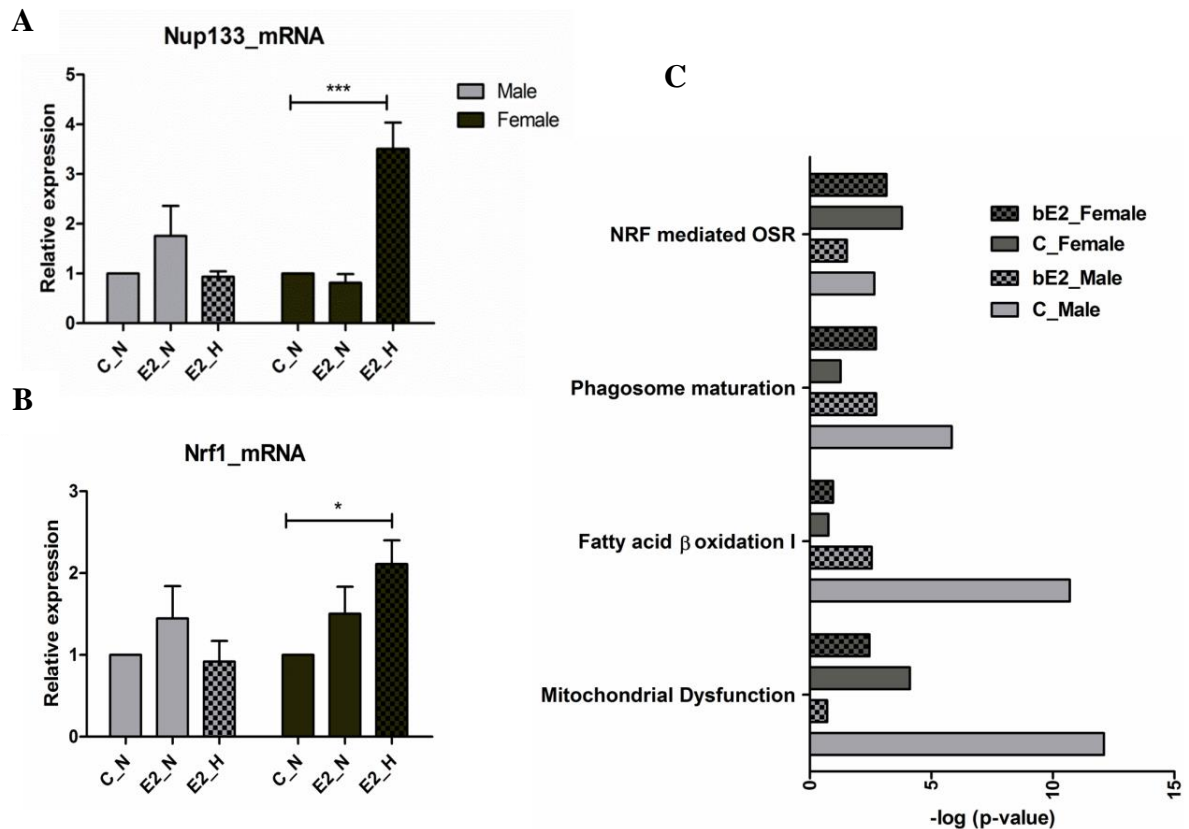 A
Nup133_mRNA
Relative expression
5
4
3
2
1
0
***
Male
Female
C_N
E2_N
E2_H
C_N
E2_N
E2_H
B
Nrf1_mRNA
Relative expression
3
2
1
0
*
C_N
E2_N
E2_H
C_N
E2_N
E2_H
C
NRF mediated OSR
Phagosome maturation
Fatty acid β oxidation I
Mitochondrial Dysfunction
bE2_Female
C_Female
bE2_Male
C_Male
0
5
10
15
-log (p-value)